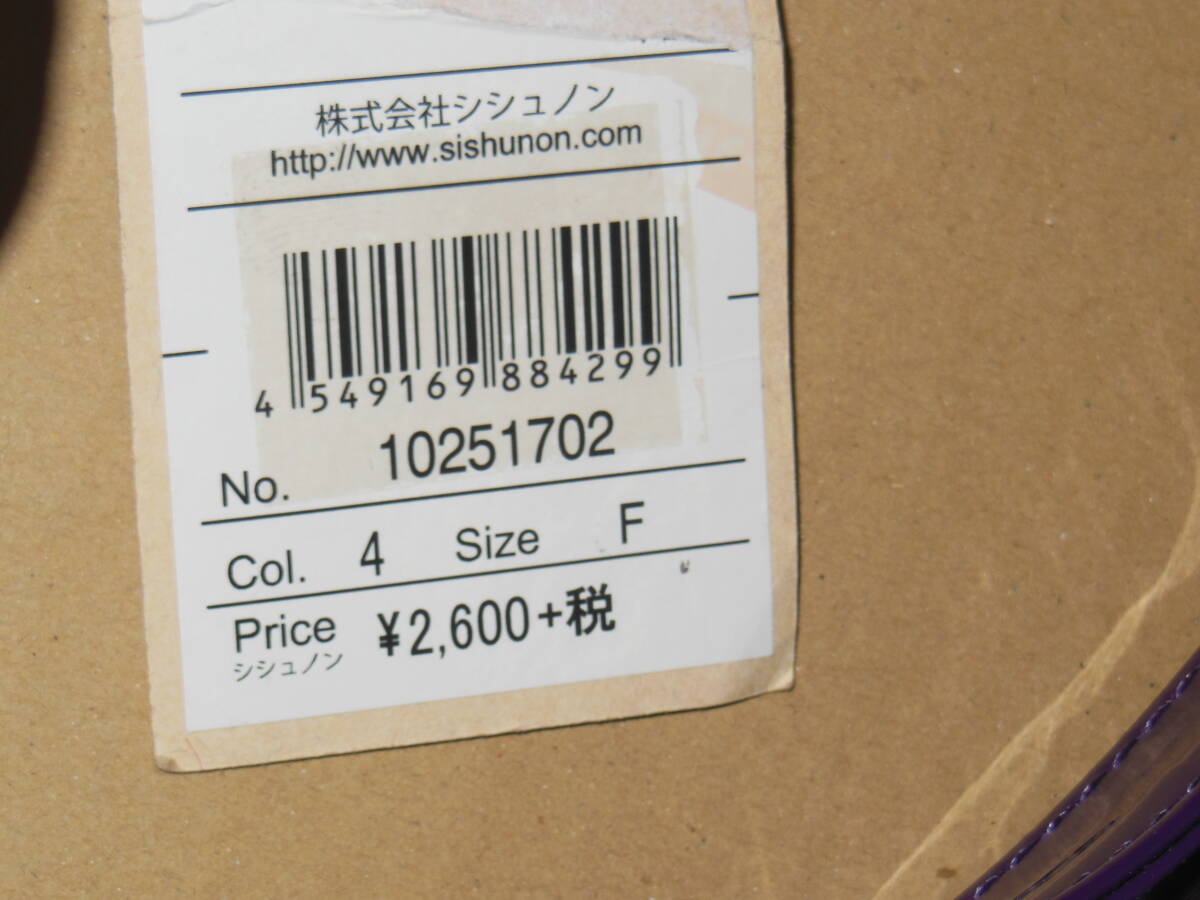 株式会社シシュノン
http://www.sishunon.com
4 549169 884299
No. 10251702
Col. 4 Size F
Price ¥2,600+税
シシュノン